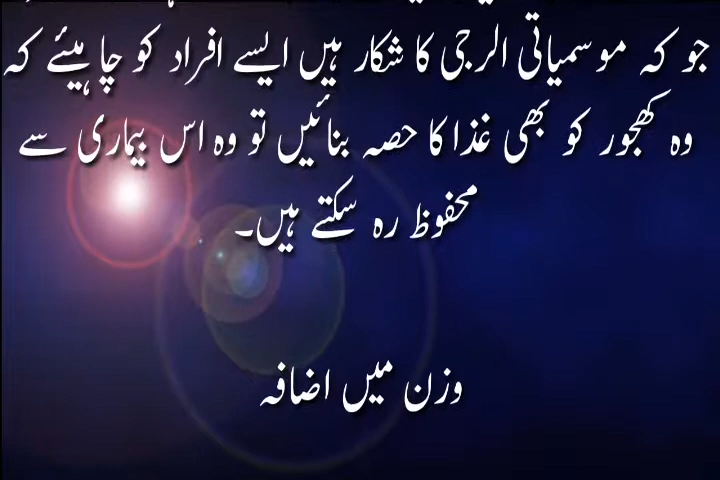 جو کہ موسمیاتی الرجی کا شکار ہیں ایسے افراد کو چاہیئے کہ
وہ کھجور کو بھی غذا کا حصہ بنائیں تو وہ اس بیماری سے
محفوظ رہ سکتے ہیں۔
وزن میں اضافہ